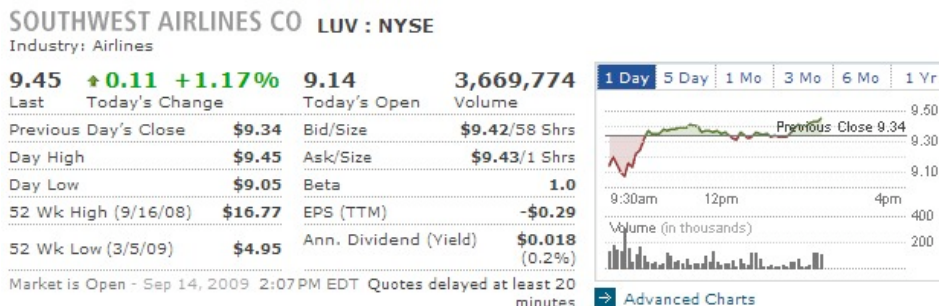 SOUTHWEST AIRLINES CO LUV : NYSE
Industry: Airlines
9.45 0.11 +1.17% 9.14 3,669,774
Last Today's Change Today's Open Volume
Previous Day's Close $9.34 Bid/Size $9.42/58 Shrs
Day High $9.45 Ask/Size $9.43/1 Shrs
Day Low $9.05 Beta 1.0
52 Wk High (9/16/08) $16.77 EPS (TTM) -$0.29
52 Wk Low (3/5/09) $4.95 Ann. Dividend (Yield) $0.018
(0.2%)
Market is Open - Sep 14, 2009 2:07PM EDT Quotes delayed at least 20
minutes
1 Day 5 Day 1 Mo 3 Mo 6 Mo 1 Yr
9.50
Previous Close 9.34
9.30
9.10
9:30am 12pm 4pm
400
Volume (in thousands)
200
Advanced Charts